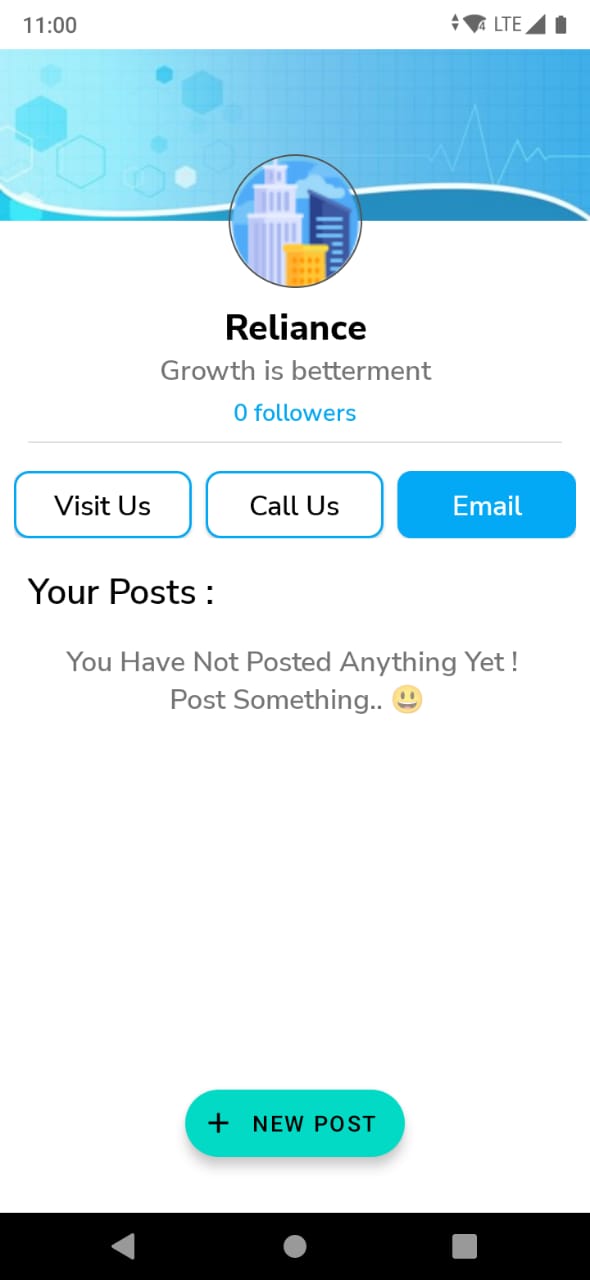 11:00 LTE
Reliance
Growth is betterment
0 followers
Visit Us Call Us Email
Your Posts :
You Have Not Posted Anything Yet !
Post Something.. 😃
+ NEW POST